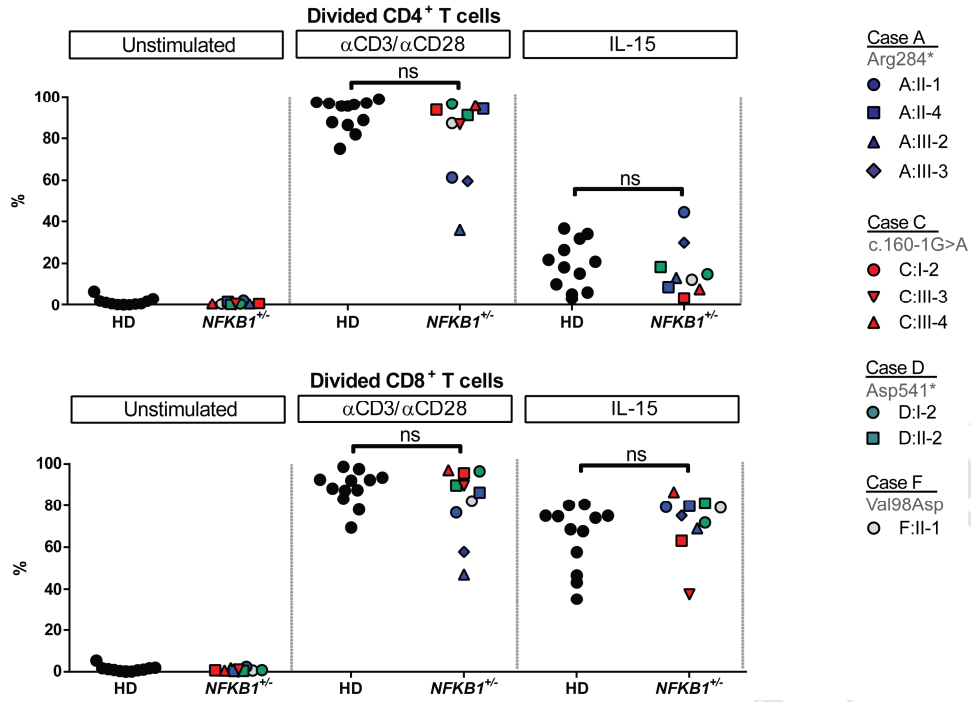 Divided CD4+ T cells
Unstimulated
αCD3/αCD28
IL-15
ns
ns
100
80
60
40
20
0
%
HD
NFKB1+/-
HD
NFKB1+/-
HD
NFKB1+/-
Divided CD8+ T cells
Unstimulated
αCD3/αCD28
IL-15
ns
ns
100
80
60
40
20
0
%
HD
NFKB1+/-
HD
NFKB1+/-
HD
NFKB1+/-
Case A
Arg284*
A:II-1
A:II-4
A:III-2
A:III-3
Case C
c.160-1G>A
C:I-2
C:III-3
C:III-4
Case D
Asp541*
D:I-2
D:II-2
Case F
Val98Asp
F:II-1